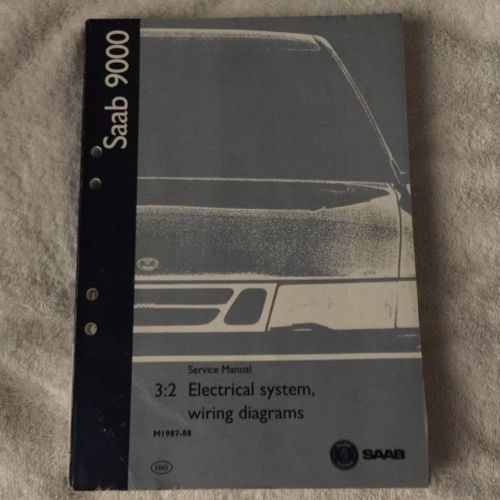 Saab 9000
Service Manual
3:2 Electrical system,
wiring diagrams
M1987-88
ENG
SAAB